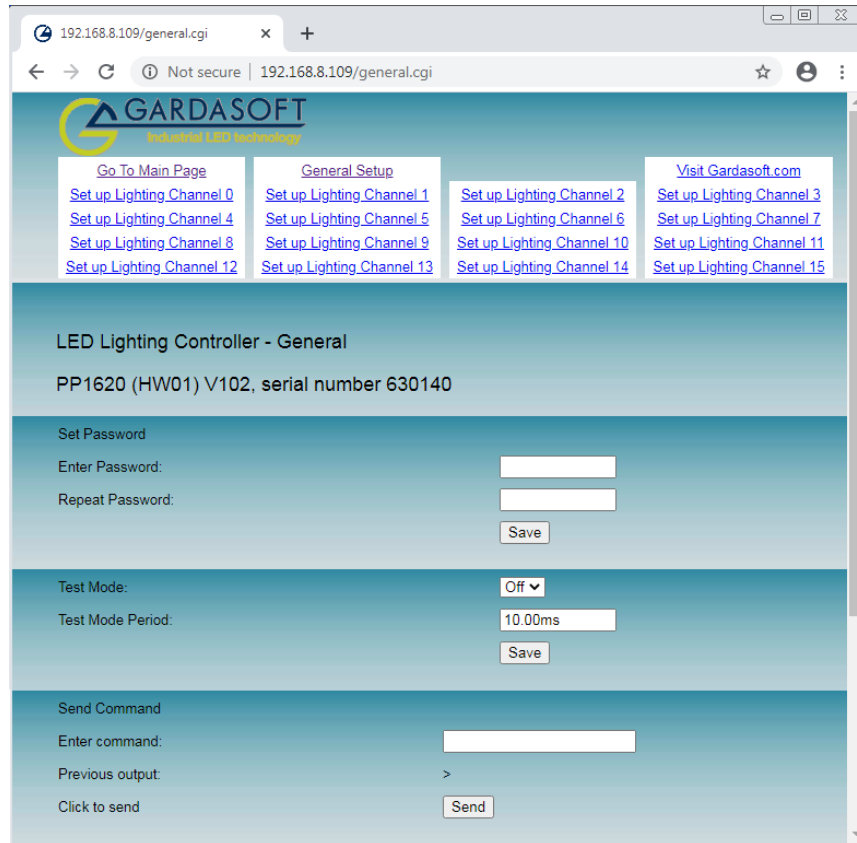 192.168.8.109/general.cgi
Not secure | 192.168.8.109/general.cgi
GARDASOFT
Industrial LED technology
Go To Main Page General Setup Visit Gardasoft.com
Set up Lighting Channel 0 Set up Lighting Channel 1 Set up Lighting Channel 2 Set up Lighting Channel 3
Set up Lighting Channel 4 Set up Lighting Channel 5 Set up Lighting Channel 6 Set up Lighting Channel 7
Set up Lighting Channel 8 Set up Lighting Channel 9 Set up Lighting Channel 10 Set up Lighting Channel 11
Set up Lighting Channel 12 Set up Lighting Channel 13 Set up Lighting Channel 14 Set up Lighting Channel 15
LED Lighting Controller - General
PP1620 (HW01) V102, serial number 630140
Set Password
Enter Password:
Repeat Password:
Save
Test Mode: Off
Test Mode Period: 10.00ms
Save
Send Command
Enter command:
Previous output: >
Click to send Send